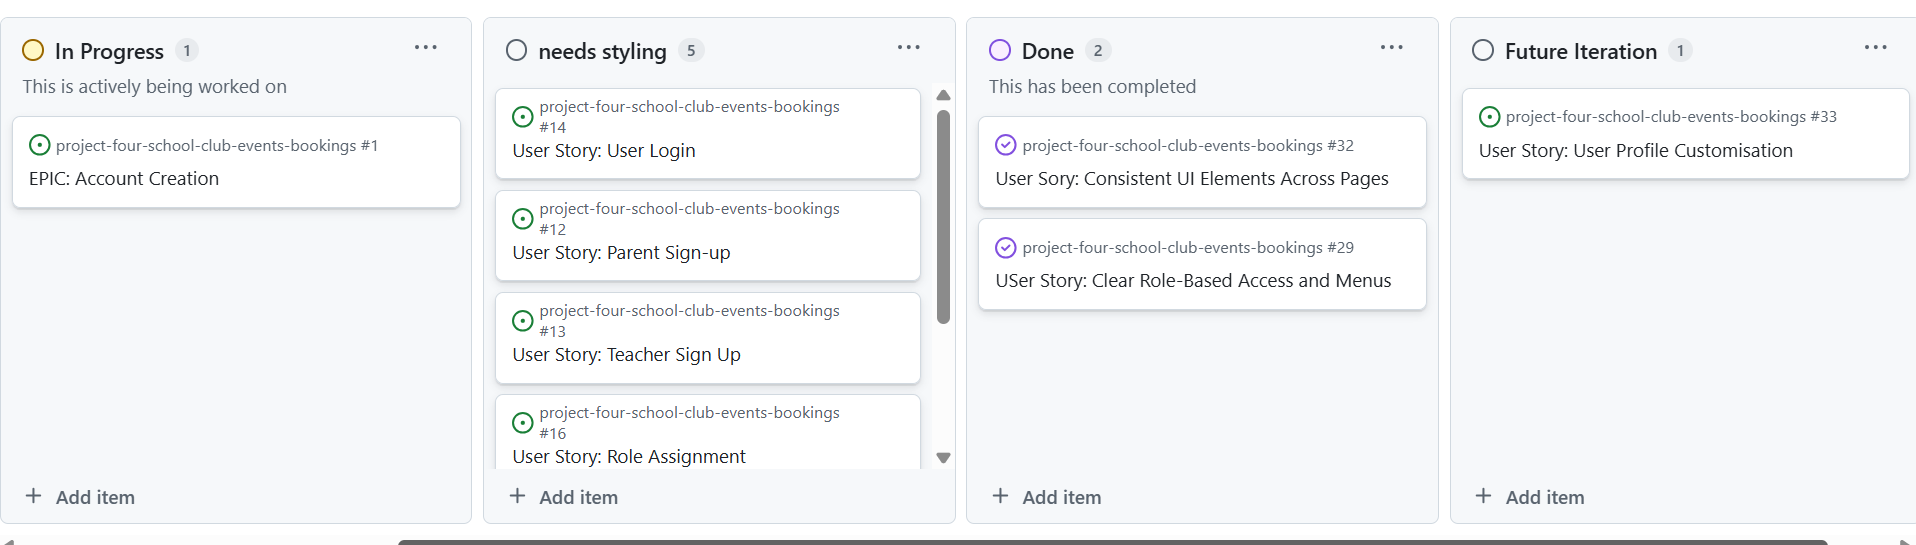 In Progress 1
This is actively being worked on
project-four-school-club-events-bookings #1
EPIC: Account Creation
+ Add item
needs styling 5
project-four-school-club-events-bookings
#14
User Story: User Login
project-four-school-club-events-bookings
#12
User Story: Parent Sign-up
project-four-school-club-events-bookings
#13
User Story: Teacher Sign Up
project-four-school-club-events-bookings
#16
User Story: Role Assignment
+ Add item
Done 2
This has been completed
project-four-school-club-events-bookings #32
User Sory: Consistent UI Elements Across Pages
project-four-school-club-events-bookings #29
USer Story: Clear Role-Based Access and Menus
+ Add item
Future Iteration 1
project-four-school-club-events-bookings #33
User Story: User Profile Customisation
+ Add item